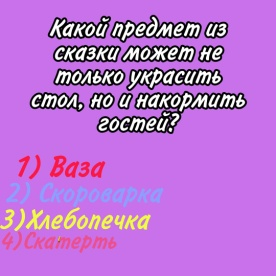 Какой предмет из
сказки может не
только украсить
стол, но и накормить
гостей?
1) Ваза
2) Скороварка
3)Хлебопечка
4)Скатерть